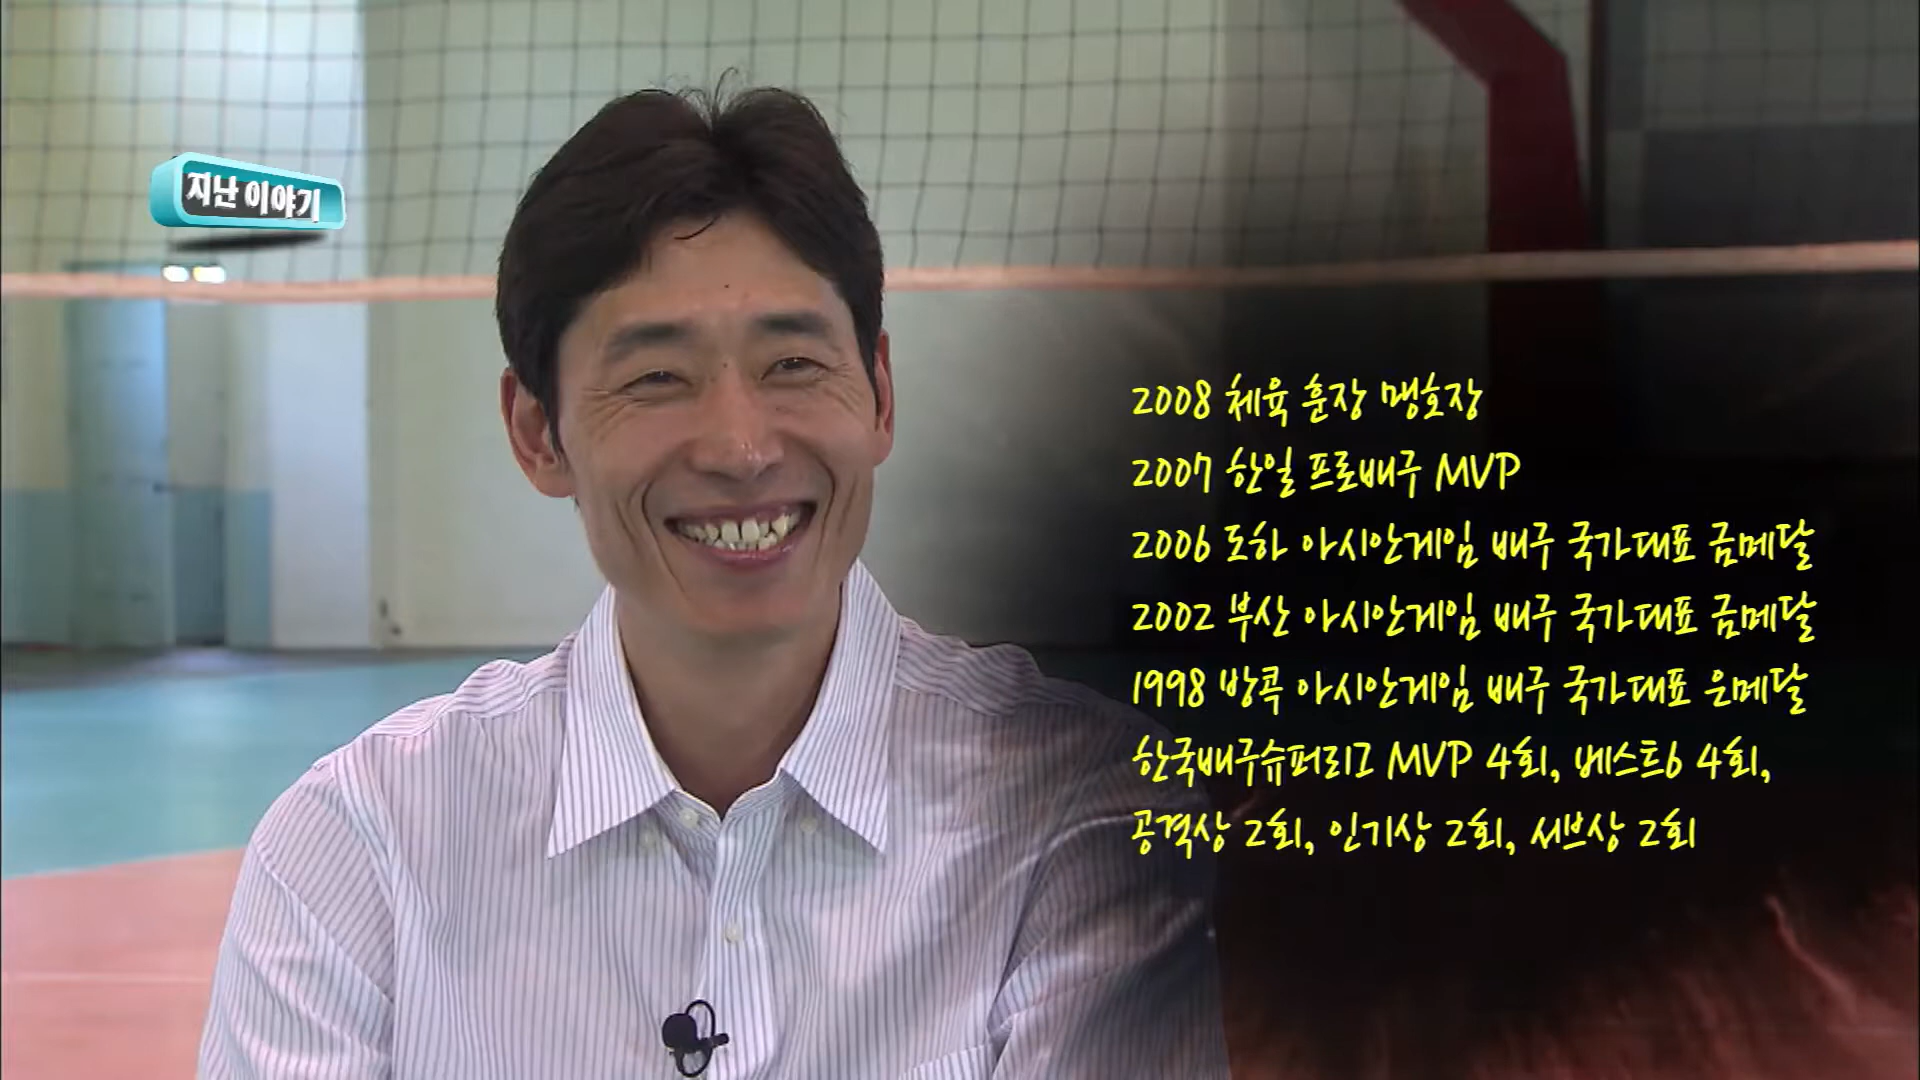 지난 이야기
2008 체육 훈장 맹호장
2007 한일 프로배구 MVP
2006 도하 아시안게임 배구 국가대표 금메달
2002 부산 아시안게임 배구 국가대표 금메달
1998 방콕 아시안게임 배구 국가대표 은메달
한국배구슈퍼리그 MVP 4회, 베스트6 4회,
공격상 2회, 인기상 2회, 서브상 2회